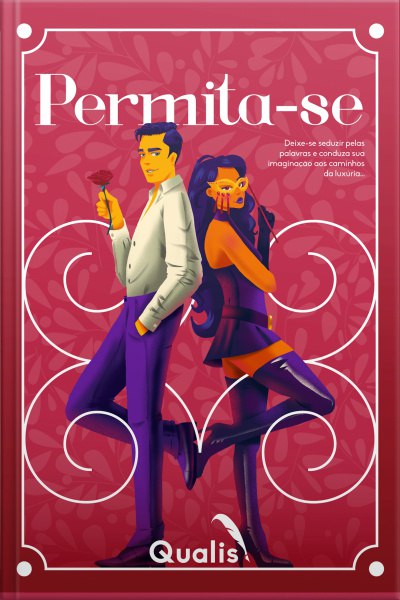 Permita-se
Deixe-se seduzir pelas
palavras e conduza sua
imaginação aos caminhos
da luxúria...
Qualis